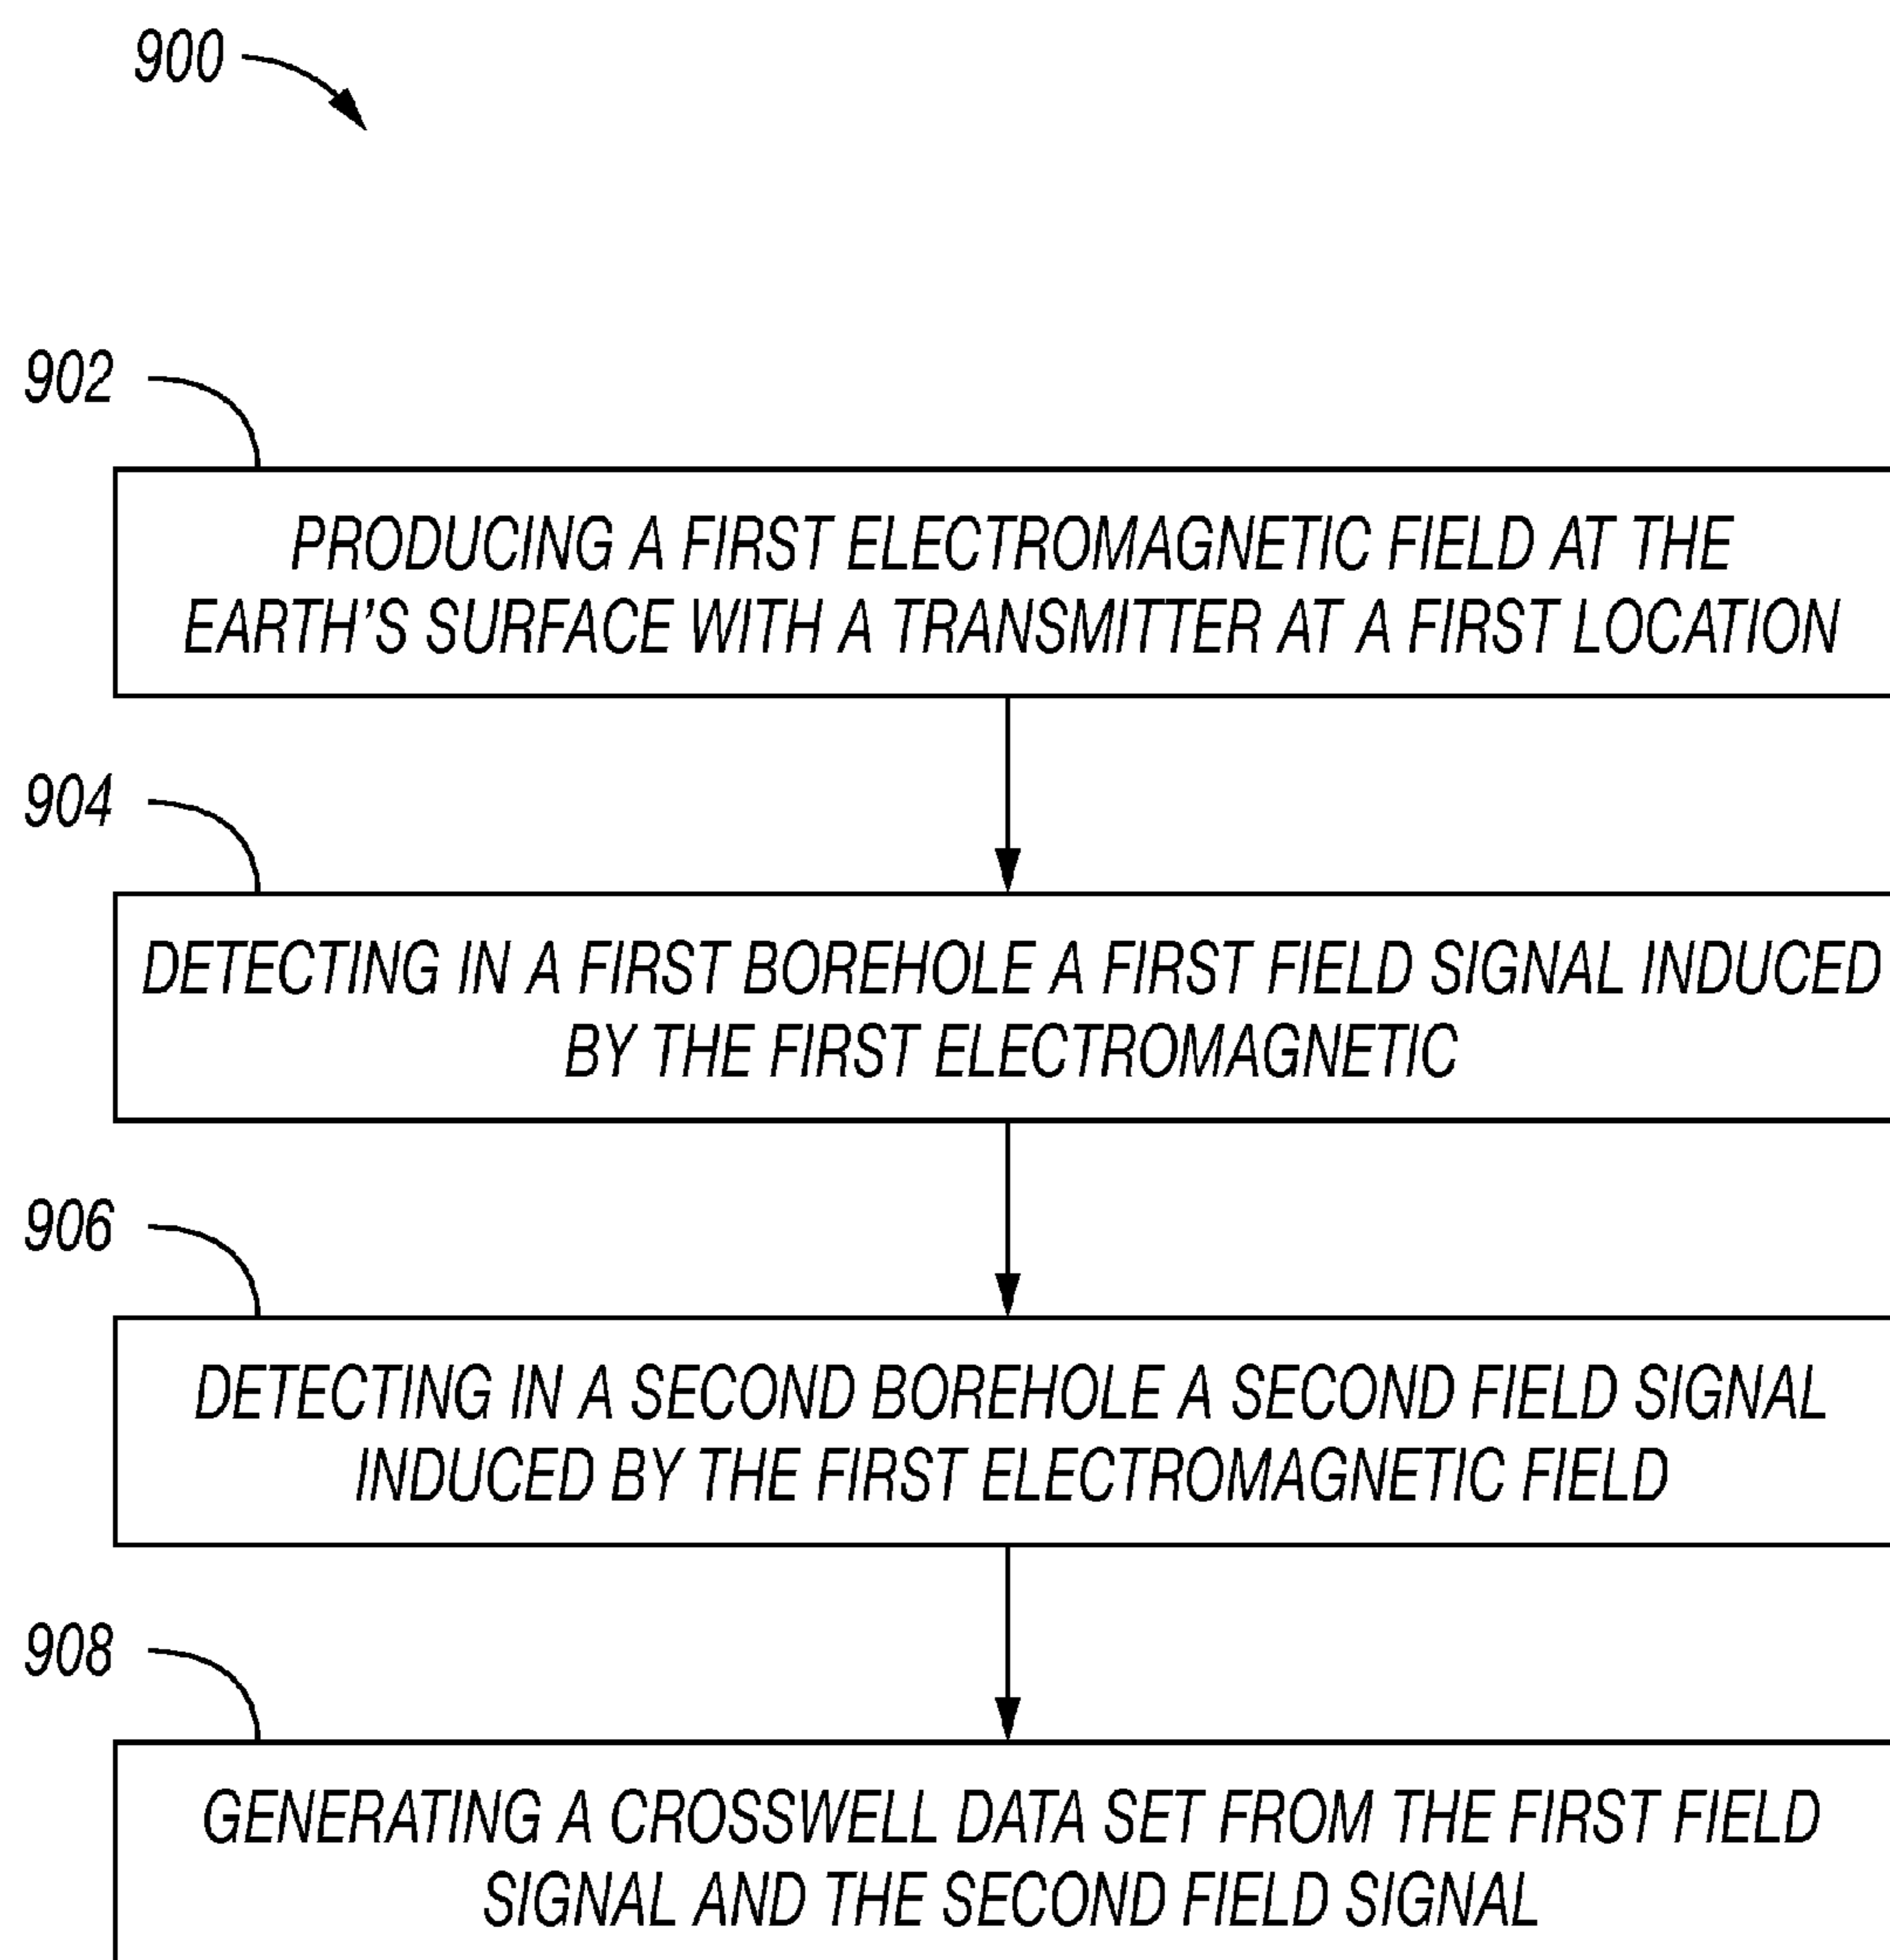 900
902
PRODUCING A FIRST ELECTROMAGNETIC FIELD AT THE
EARTH'S SURFACE WITH A TRANSMITTER AT A FIRST LOCATION
904
DETECTING IN A FIRST BOREHOLE A FIRST FIELD SIGNAL INDUCED
BY THE FIRST ELECTROMAGNETIC
906
DETECTING IN A SECOND BOREHOLE A SECOND FIELD SIGNAL
INDUCED BY THE FIRST ELECTROMAGNETIC FIELD
908
GENERATING A CROSSWELL DATA SET FROM THE FIRST FIELD
SIGNAL AND THE SECOND FIELD SIGNAL